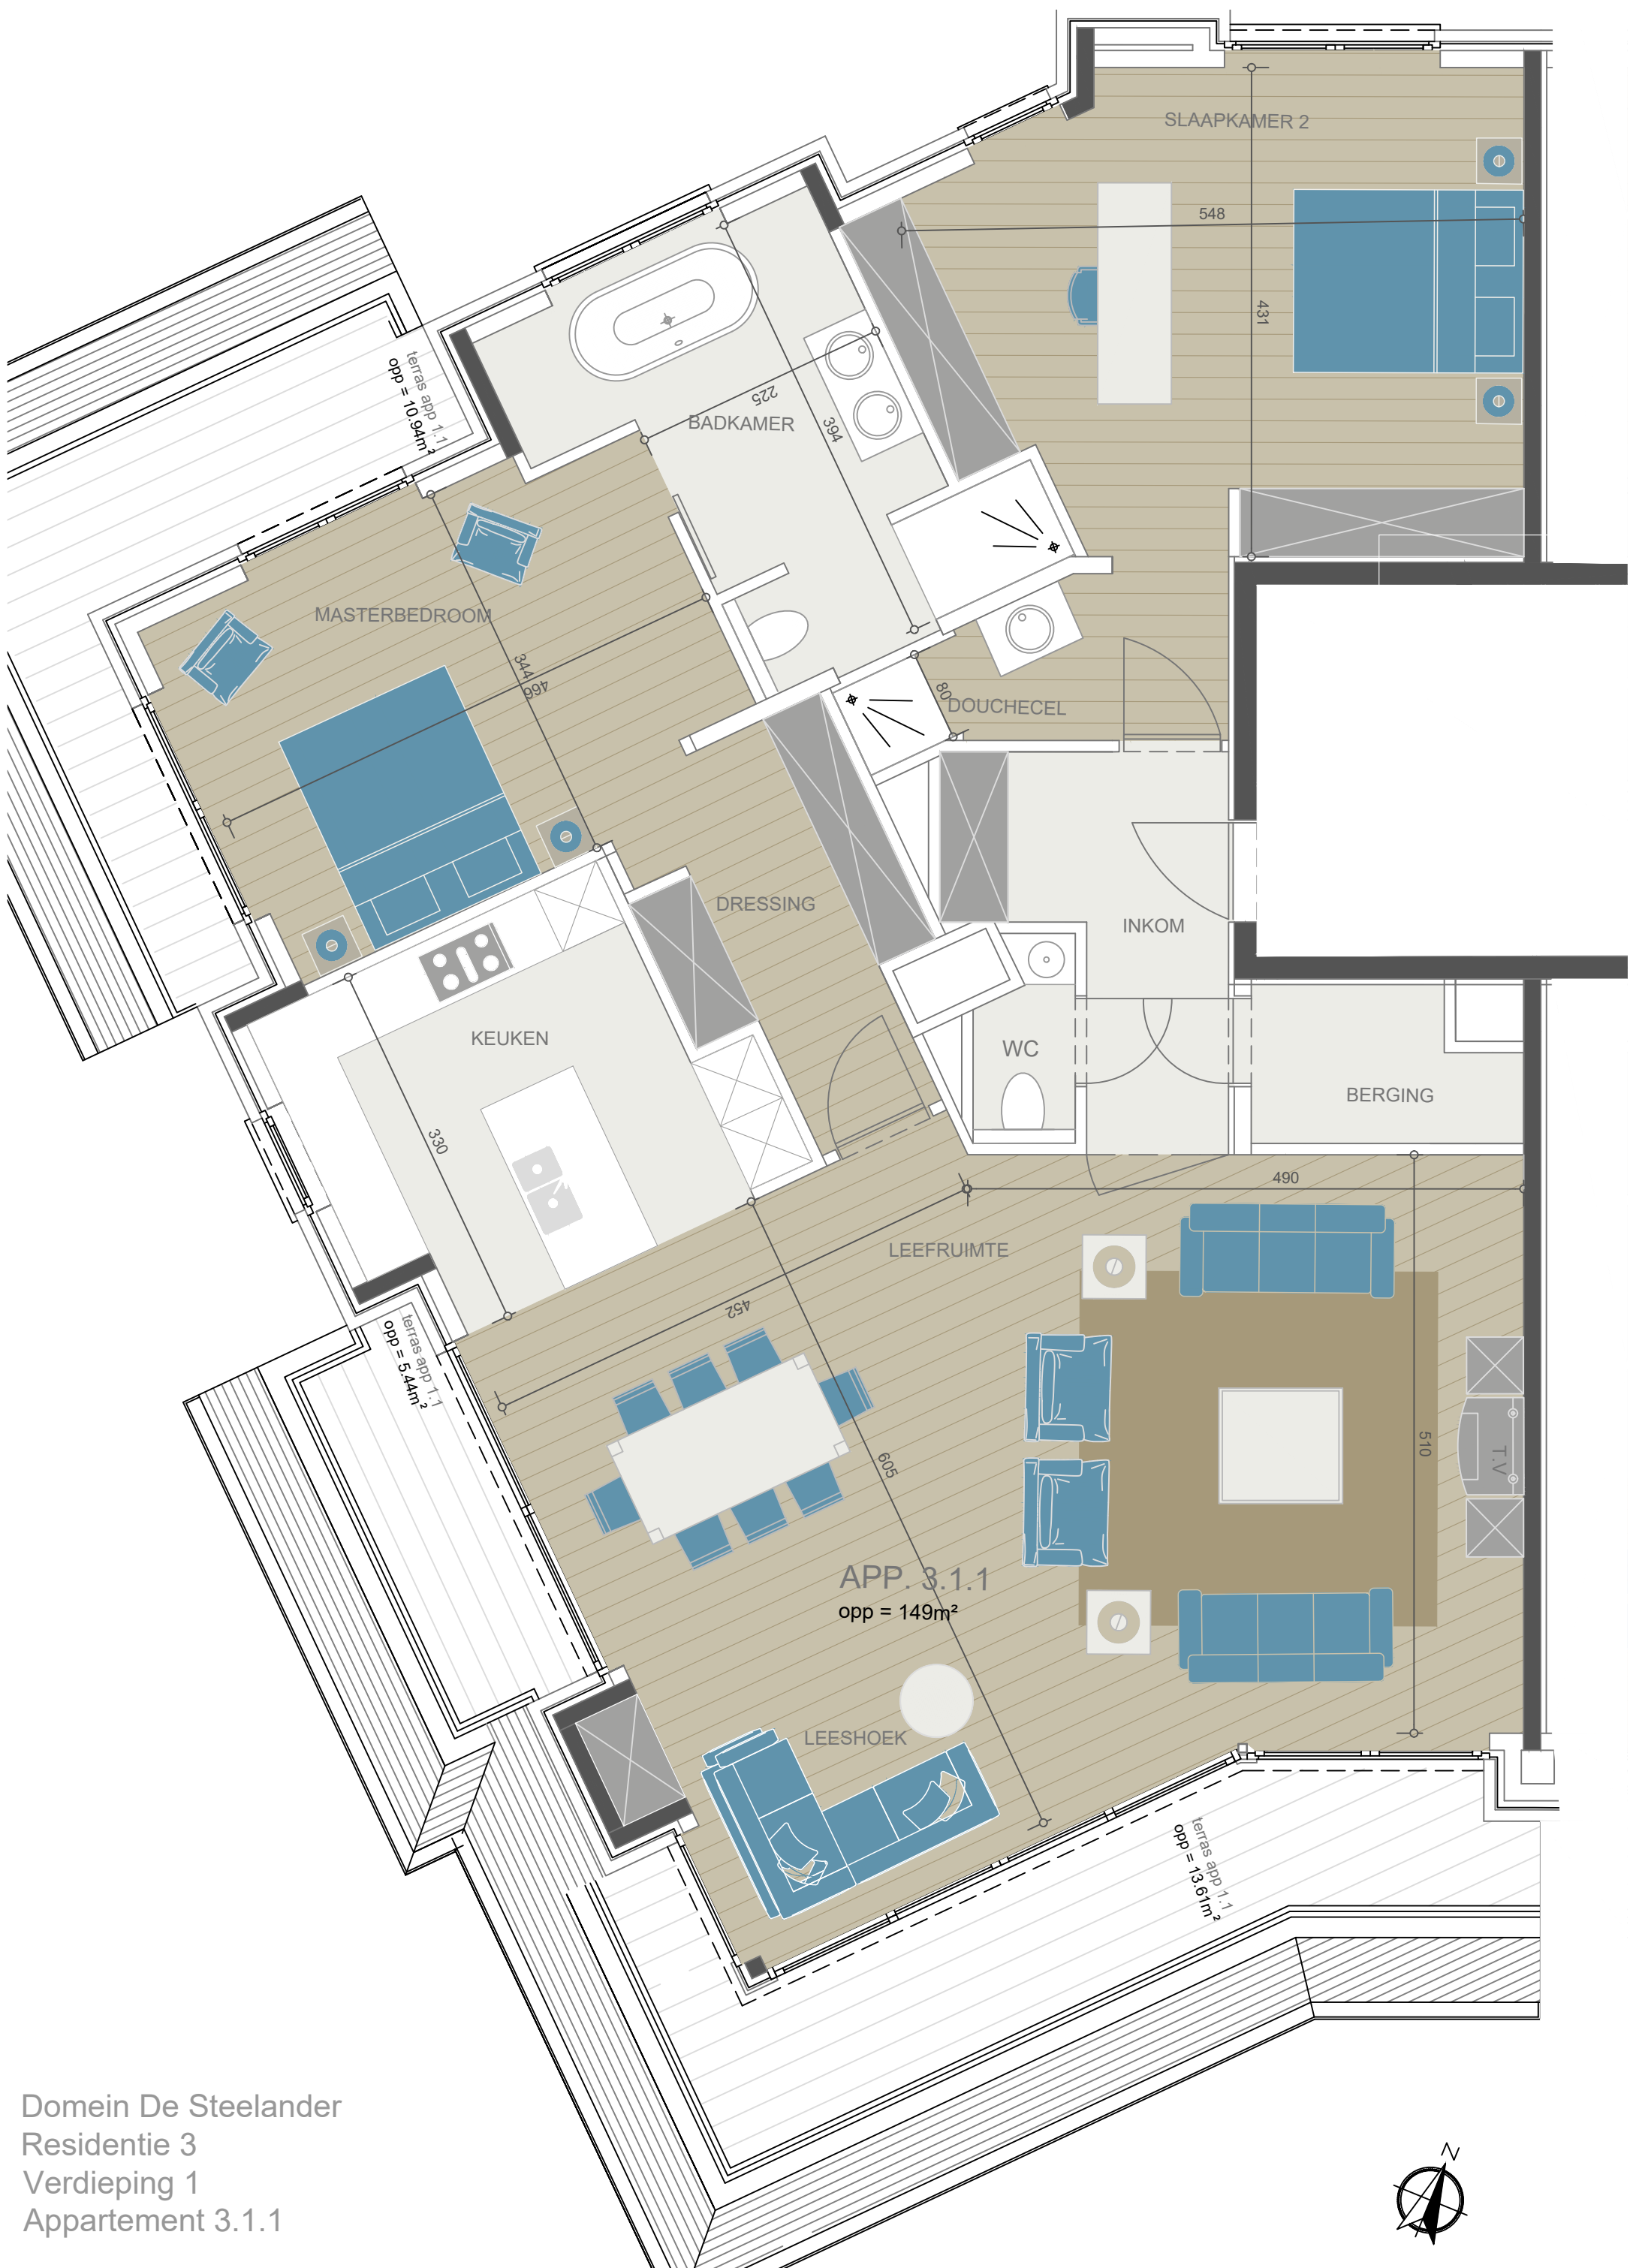 SLAAPKAMER 2
548
431
terras app 1.1
opp = 10.94m²
225
BADKAMER
394
MASTERBEDROOM
344
466
80
DOUCHECEL
DRESSING
INKOM
KEUKEN
WC
BERGING
330
490
LEEFRUIMTE
452
terras app 1.1
opp = 5.44m²
605
510
T.V
APP. 3.1.1
opp = 149m²
LEESHOEK
terras app 1.1
opp = 13.61m²
Domein De Steelander
Residentie 3
Verdieping 1
Appartement 3.1.1
N